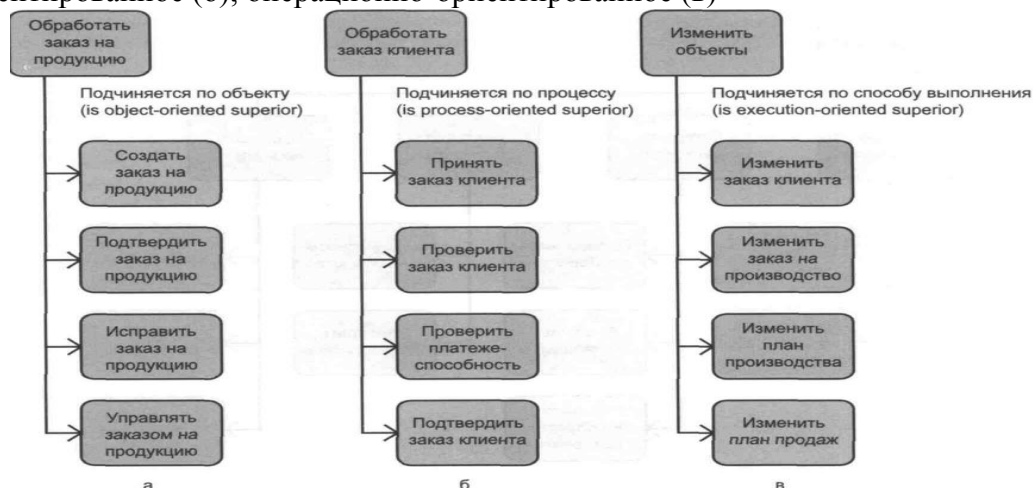 ентированное (б), операционно-ориентированное (в)
Обработать
заказ на
продукцию
Подчиняется по объекту
(is object-oriented superior)
Создать
заказ на
продукцию
Подтвердить
заказ на
продукцию
Исправить
заказ на
продукцию
Управлять
заказом на
продукцию
а
Обработать
заказ клиента
Подчиняется по процессу
(is process-oriented superior)
Принять
заказ клиента
Проверить
заказ клиента
Проверить
платеже-
способность
Подтвердить
заказ клиента
б
Изменить
объекты
Подчиняется по способу выполнения
(is execution-oriented superior)
Изменить
заказ клиента
Изменить
заказ на
производство
Изменить
план
производства
Изменить
план продаж
в